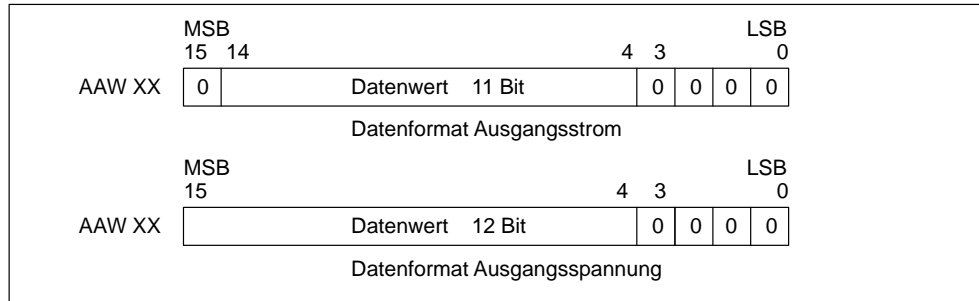 MSB LSB
15 14 4 3 0
AAW XX 0 Datenwert 11 Bit 0 0 0 0
Datenformat Ausgangsstrom
MSB LSB
15 4 3 0
AAW XX Datenwert 12 Bit 0 0 0 0
Datenformat Ausgangsspannung